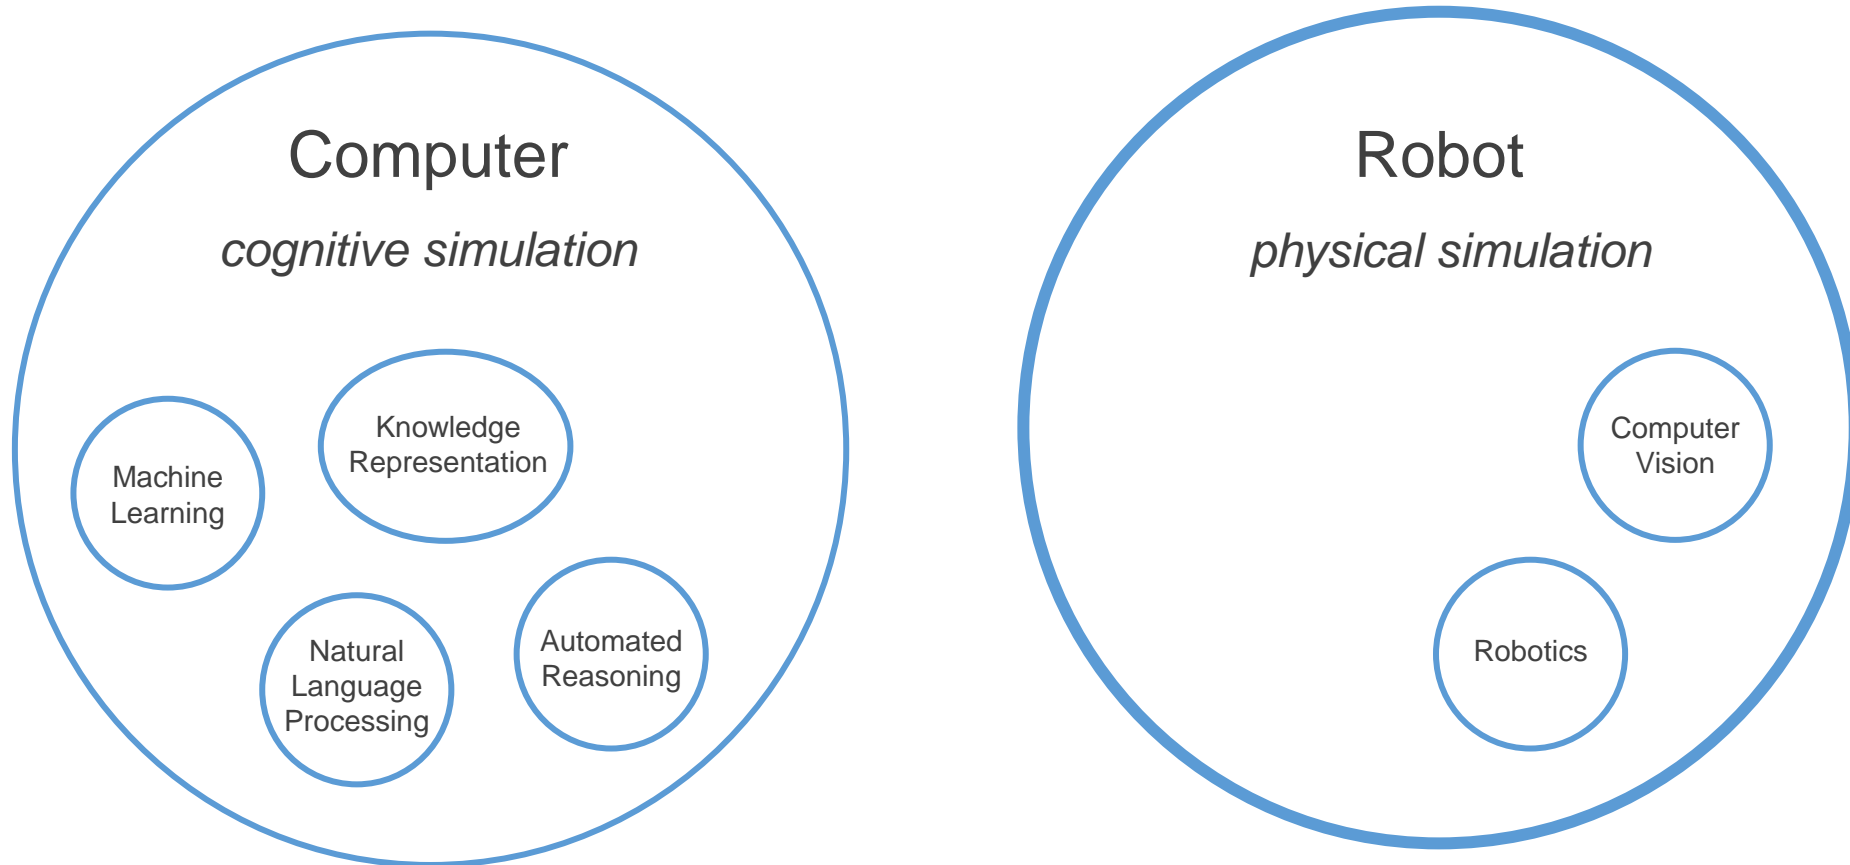 Computer
cognitive simulation
Knowledge
Representation
Machine
Learning
Natural
Language
Processing
Automated
Reasoning
Robot
physical simulation
Computer
Vision
Robotics